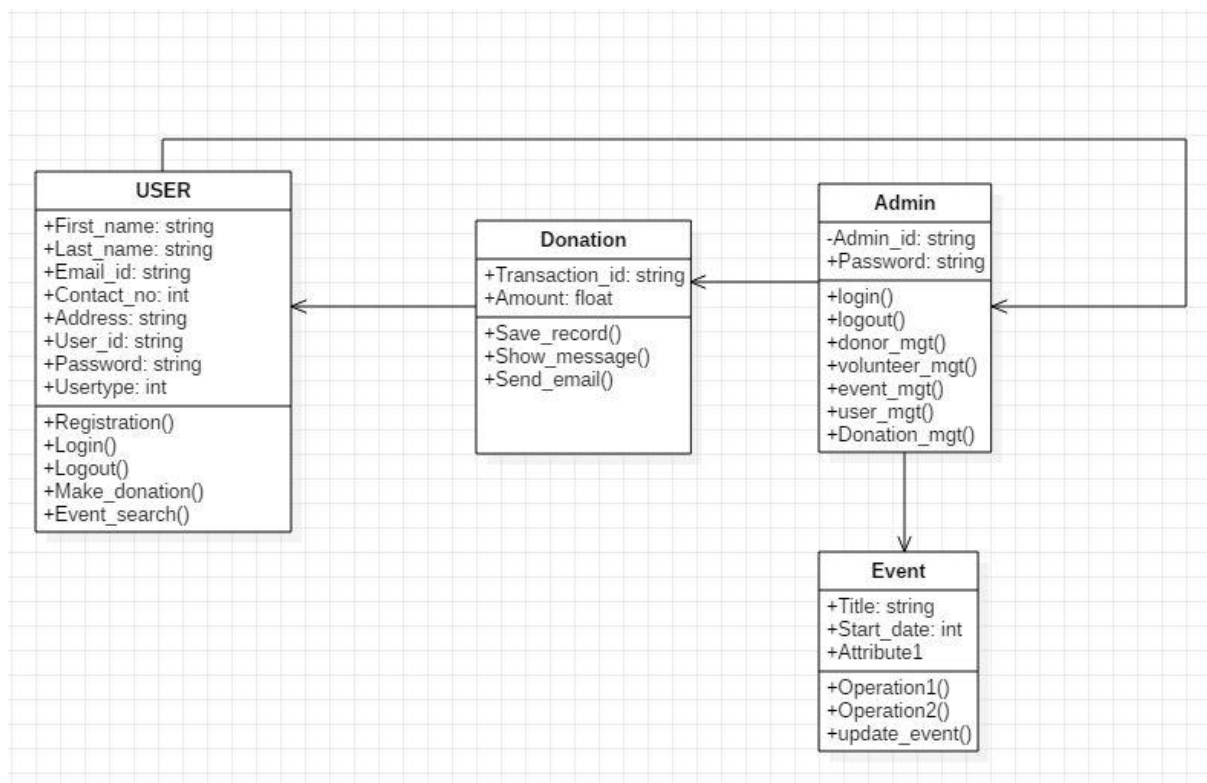 USER
+First_name: string
+Last_name: string
+Email_id: string
+Contact_no: int
+Address: string
+User_id: string
+Password: string
+Usertype: int
+Registration()
+Login()
+Logout()
+Make_donation()
+Event_search()
Donation
+Transaction_id: string
+Amount: float
+Save_record()
+Show_message()
+Send_email()
Admin
-Admin_id: string
+Password: string
+login()
+logout()
+donor_mgt()
+volunteer_mgt()
+event_mgt()
+user_mgt()
+Donation_mgt()
Event
+Title: string
+Start_date: int
+Attribute1
+Operation1()
+Operation2()
+update_event()